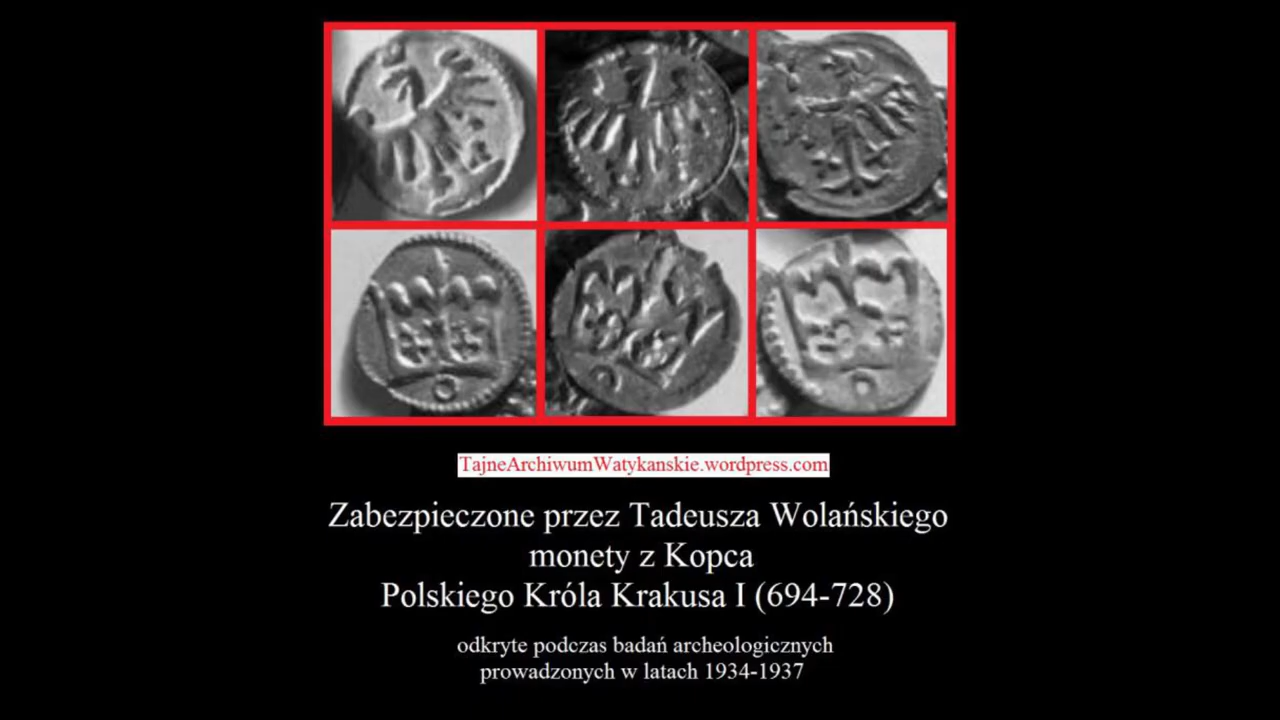 TajneArchiwumWatykanskie.wordpress.com
Zabezpieczone przez Tadeusza Wolańskiego
monety z Kopca
Polskiego Króla Krakusa I (694-728)
odkryte podczas badań archeologicznych
prowadzonych w latach 1934-1937